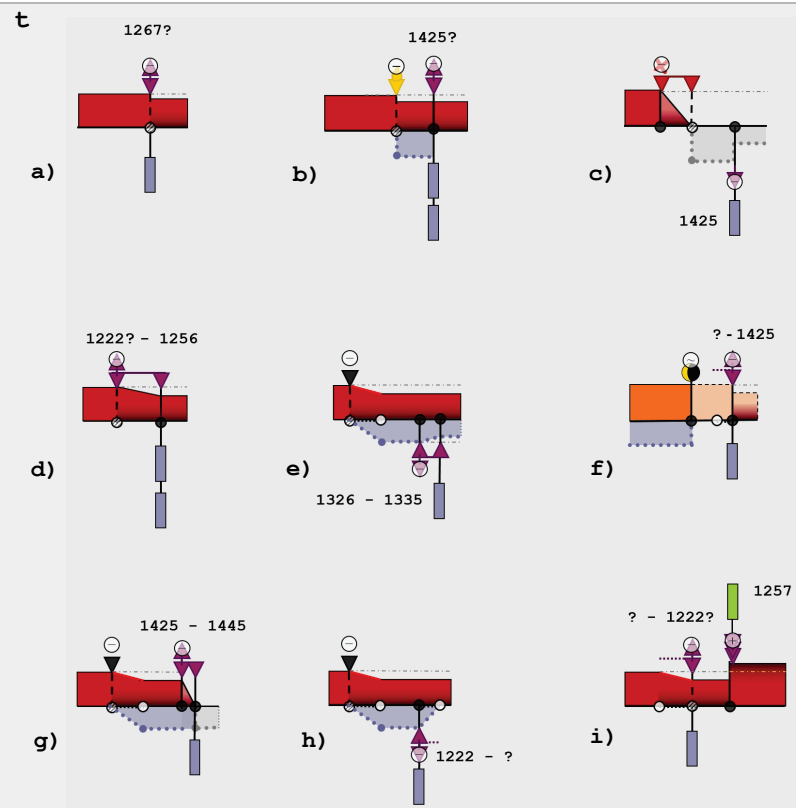 t
1267?
1425?
a)
b)
c)
1425
1222? - 1256
? - 1425
d)
e)
f)
1326 - 1335
1257
1425 - 1445
? - 1222?
g)
h)
i)
1222 - ?